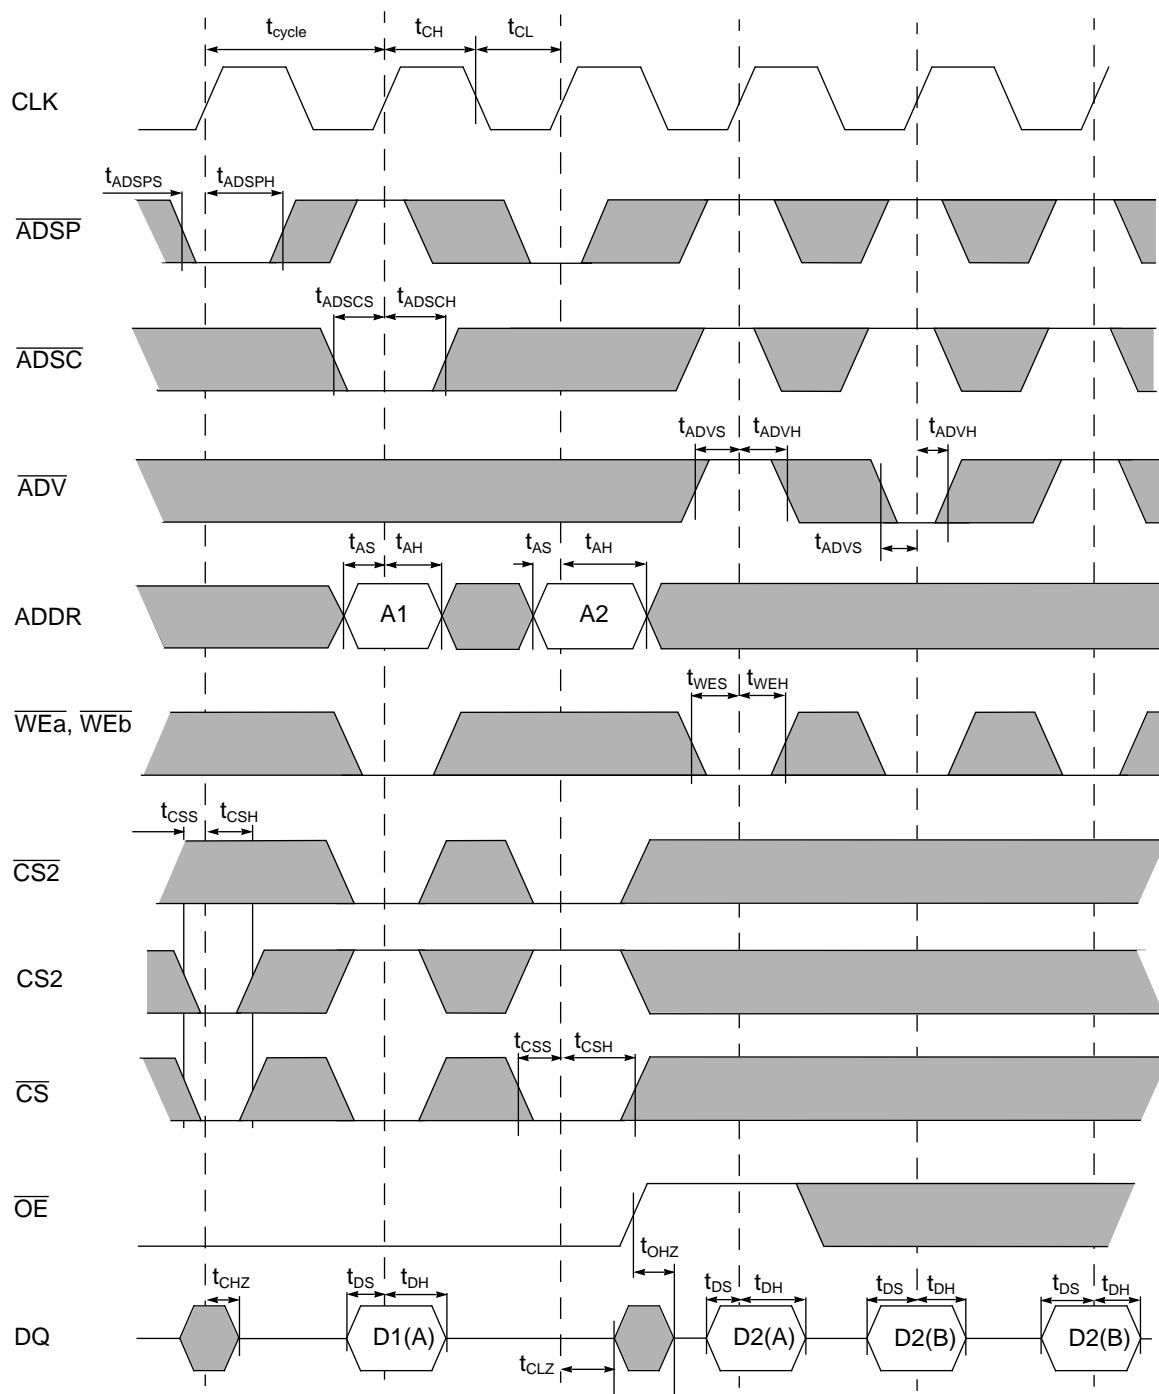 tcycle tCH tCL
CLK
tADSPS tADSPH
ADSP
tADSCS tADSCH
ADSC
tADVS tADVH tADVH
ADV
tADVS
tAS tAH tAS tAH
ADDR A1 A2
tWES tWEH
WEa, WEb
tCSS tCSH
CS2
CS2
tCSS tCSH
CS
OE
tOHZ
tCHZ tDS tDH tDS tDH tDS tDH tDS tDH
DQ D1(A) D2(A) D2(B) D2(B)
tCLZ